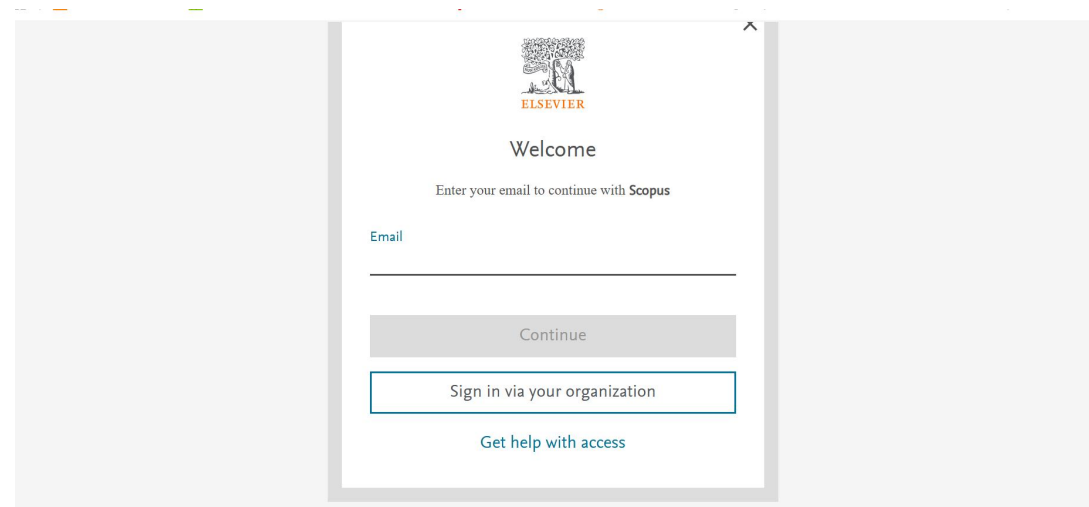 ELSEVIER
Welcome
Enter your email to continue with Scopus
Email
Continue
Sign in via your organization
Get help with access